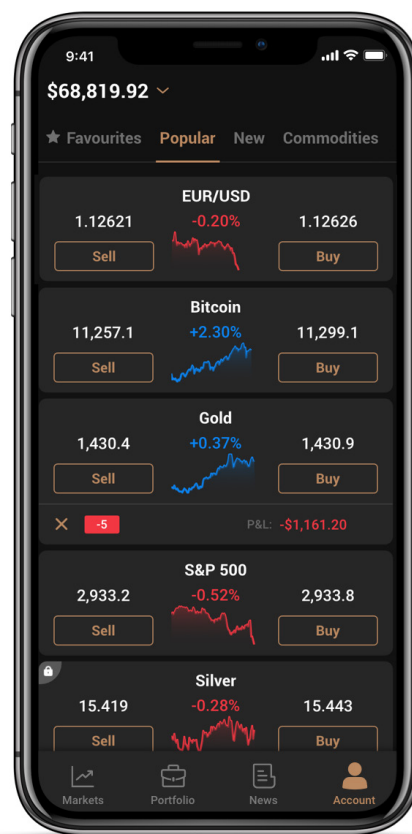 9:41
$68,819.92
Favourites Popular New Commodities
EUR/USD
1.12621 -0.20% 1.12626
Sell Buy
Bitcoin
11,257.1 +2.30% 11,299.1
Sell Buy
Gold
1,430.4 +0.37% 1,430.9
Sell Buy
-5 P&L: -$1,161.20
S&P 500
2,933.2 -0.52% 2,933.8
Sell Buy
Silver
15.419 -0.28% 15.443
Sell Buy
Markets Portfolio News Account